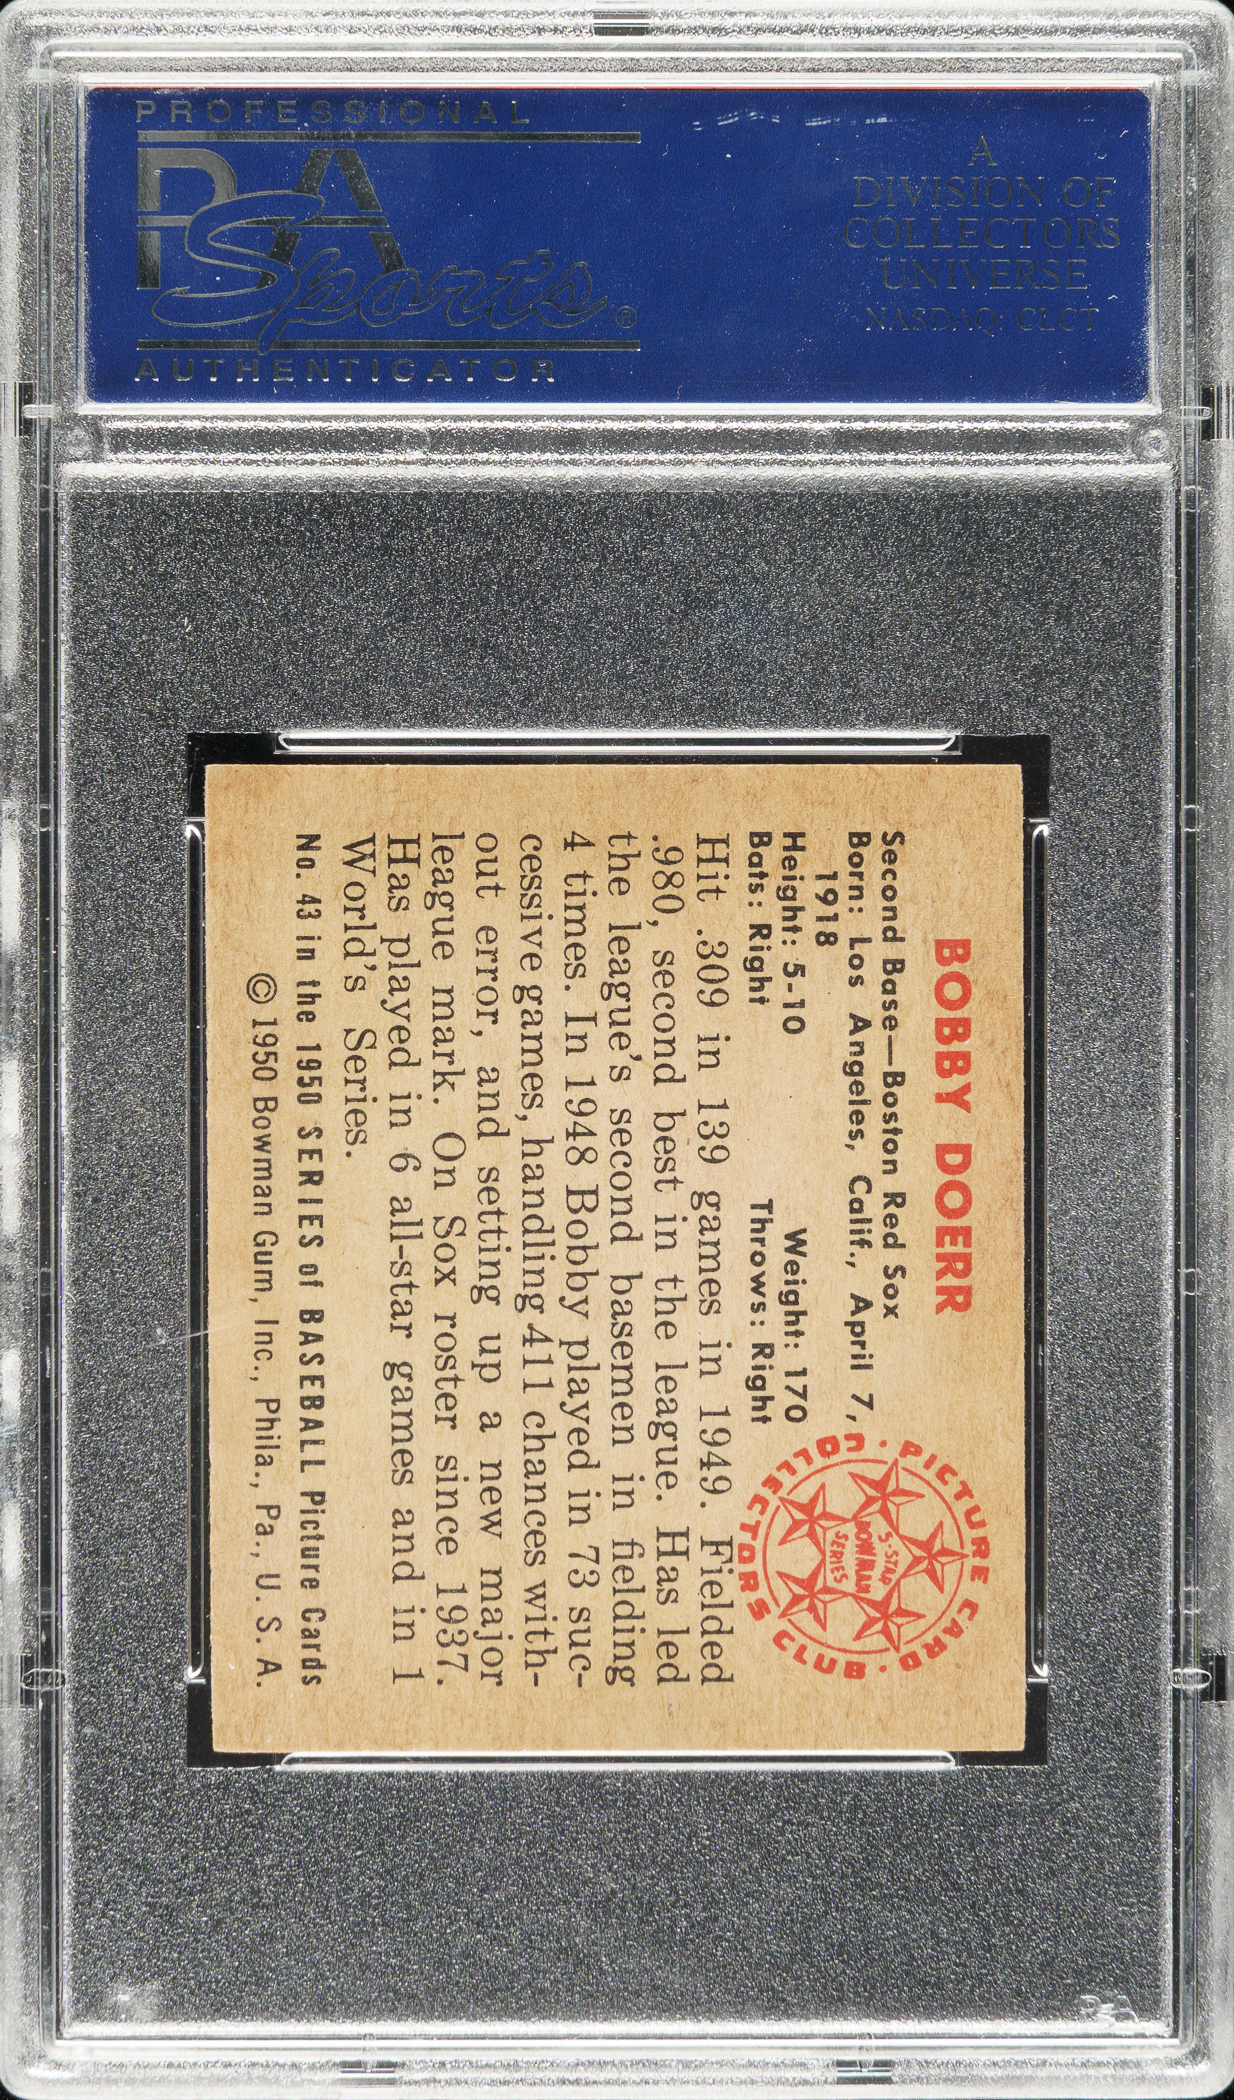 PROFESSIONAL
PSA
Sports®
AUTHENTICATOR
A
DIVISION OF
COLLECTORS
UNIVERSE
NASDAQ: CLCT
BOBBY DOERR
Second Base—Boston Red Sox
Born: Los Angeles, Calif., April 7,
1918
Height: 5-10 Weight: 170
Bats: Right Throws: Right
PICTURE CARD COLLECTORS CLUB
5-STAR
BOWMAN
SERIES
Hit .309 in 139 games in 1949. Fielded
.980, second best in the league. Has led
the league's second basemen in fielding
4 times. In 1948 Bobby played in 73 suc-
cessive games, handling 411 chances with-
out error, and setting up a new major
league mark. On Sox roster since 1937.
Has played in 6 all-star games and in 1
World's Series.
No. 43 in the 1950 SERIES of BASEBALL Picture Cards
© 1950 Bowman Gum, Inc., Phila., Pa., U. S. A.
PSA